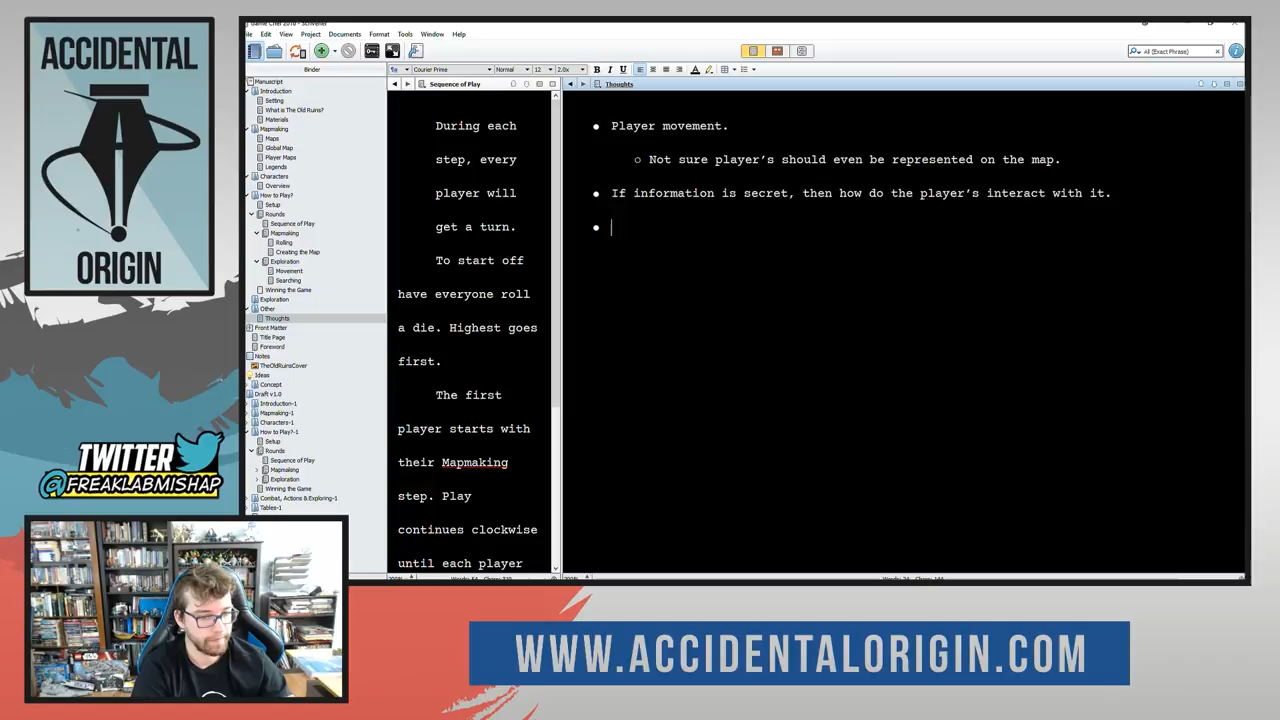 ACCIDENTAL
ORIGIN
TWITTER
@FREAKLABMISHAP
File Edit View Project Documents Format Tools Window Help
All (Exact Phrase)
Binder
Courier Prime Normal 12 2.0x B I U A
Manuscript
Introduction
Setting
What is The Old Ruins?
Materials
Mapmaking
Maps
Global Map
Player Maps
Legends
Characters
Overview
How to Play?
Setup
Rounds
Sequence of Play
Mapmaking
Rolling
Creating the Map
Exploration
Movement
Searching
Winning the Game
Exploration
Other
Thoughts
Front Matter
Title Page
Foreword
Notes
TheOldRuinsCover
Ideas
Concept
Draft v1.0
Introduction-1
Mapmaking-1
Characters-1
How to Play?-1
Setup
Rounds
Sequence of Play
Mapmaking
Exploration
Winning the Game
Combat, Actions & Exploring-1
Tables-1
Sequence of Play
During each
step, every
player will
get a turn.
To start off
have everyone roll
a die. Highest goes
first.
The first
player starts with
their Mapmaking
step. Play
continues clockwise
until each player
Thoughts
• Player movement.
○ Not sure player's should even be represented on the map.
• If information is secret, then how do the player's interact with it.
•
WWW.ACCIDENTALORIGIN.COM